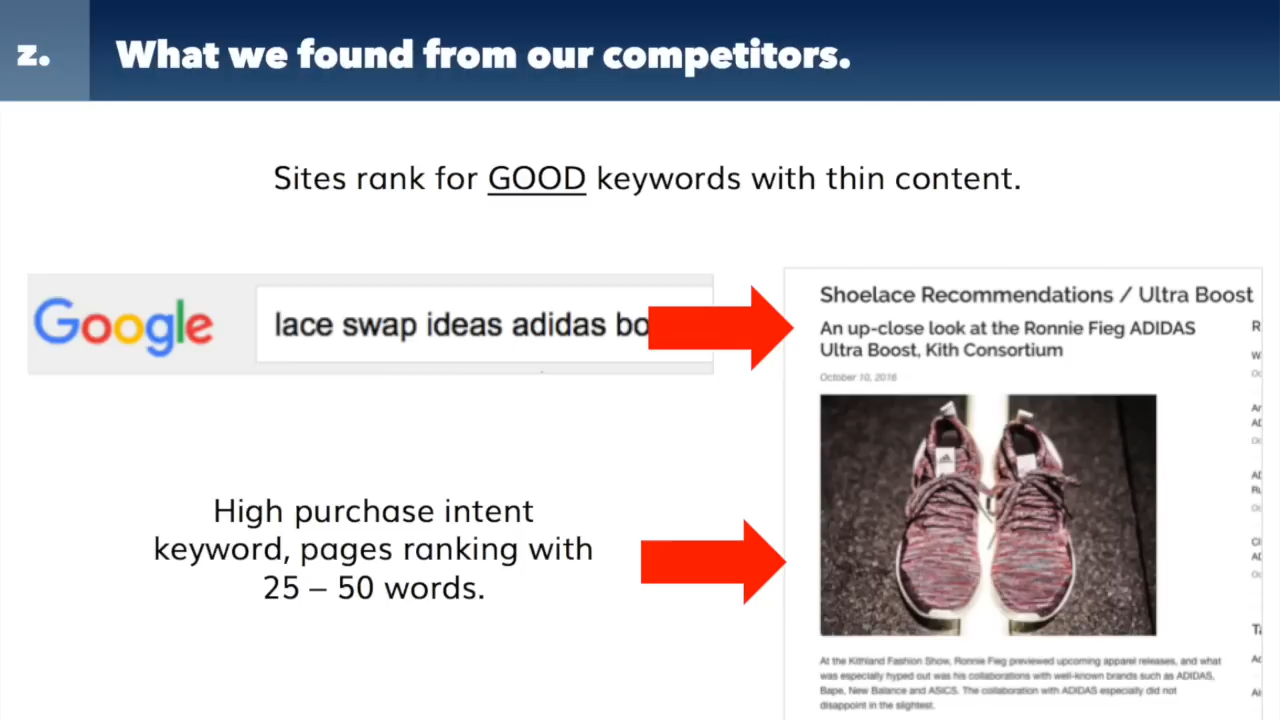 z.
What we found from our competitors.
Sites rank for GOOD keywords with thin content.
Google
lace swap ideas adidas bo
High purchase intent
keyword, pages ranking with
25 – 50 words.
Shoelace Recommendations / Ultra Boost
An up-close look at the Ronnie Fieg ADIDAS
Ultra Boost, Kith Consortium
October 10, 2016
At the Kithland Fashion Show, Ronnie Fieg previewed upcoming apparel releases, and what
was especially hyped out was his collaborations with well-known brands such as ADIDAS,
Bape, New Balance and ASICS. The collaboration with ADIDAS especially did not
disappoint in the slightest.